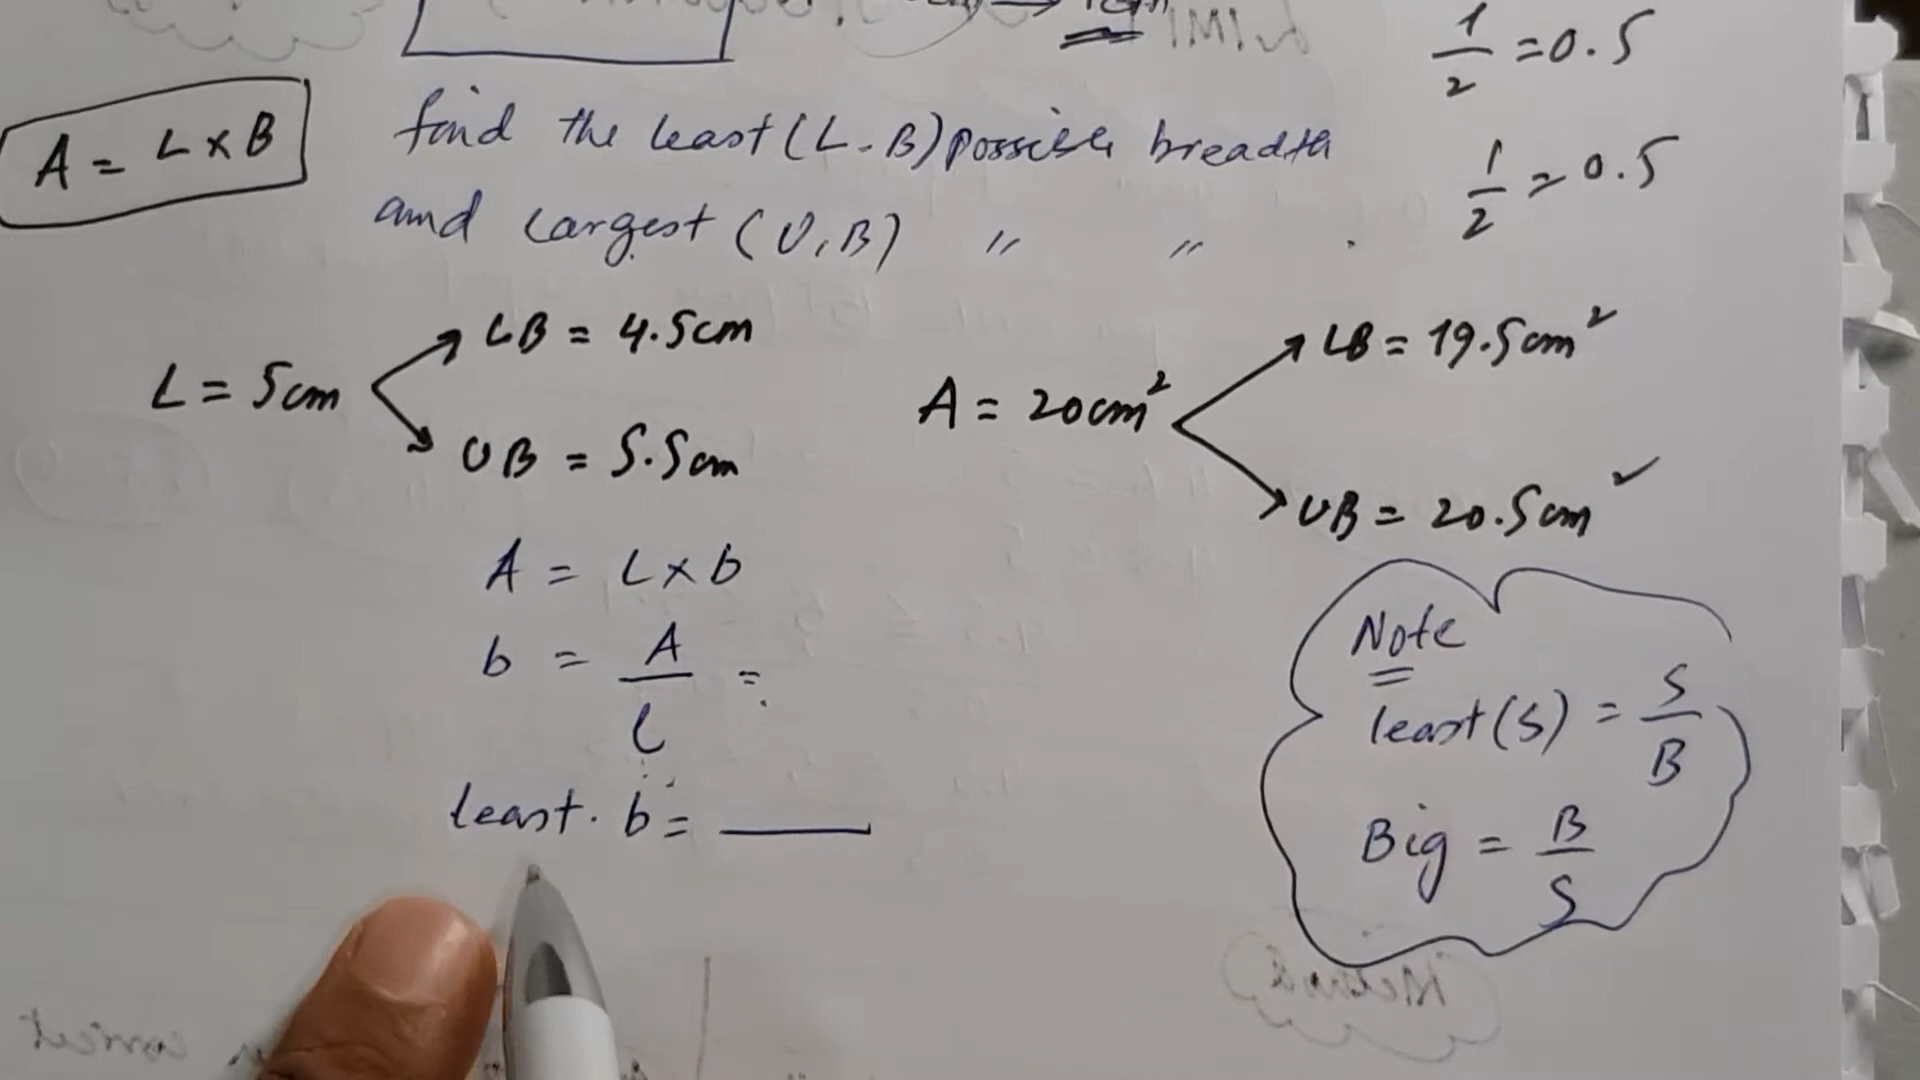 1/2 = 0.5
A = L x B
find the least (L.B) possible breadth
1/2 = 0.5
and largest (U.B) " " .
L = 5cm
LB = 4.5cm
UB = 5.5cm
A = 20cm²
LB = 19.5cm²
UB = 20.5cm
A = L x b
b = A/L =
least. b =
Note
least(S) = S/B
Big = B/S